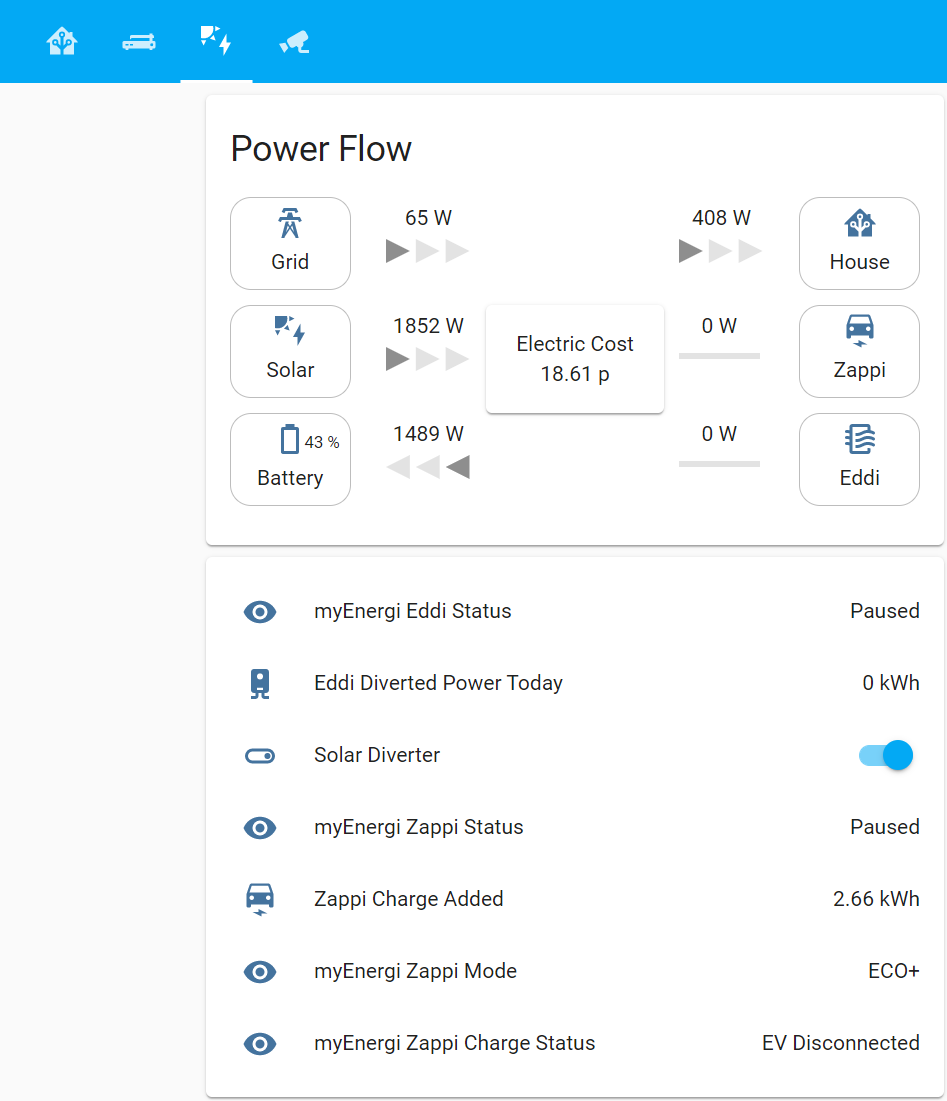 Power Flow
65 W
408 W
Grid
House
1852 W
0 W
Electric Cost
18.61 p
Solar
Zappi
1489 W
0 W
43 %
Battery
Eddi
myEnergi Eddi Status
Paused
Eddi Diverted Power Today
0 kWh
Solar Diverter
myEnergi Zappi Status
Paused
Zappi Charge Added
2.66 kWh
myEnergi Zappi Mode
ECO+
myEnergi Zappi Charge Status
EV Disconnected